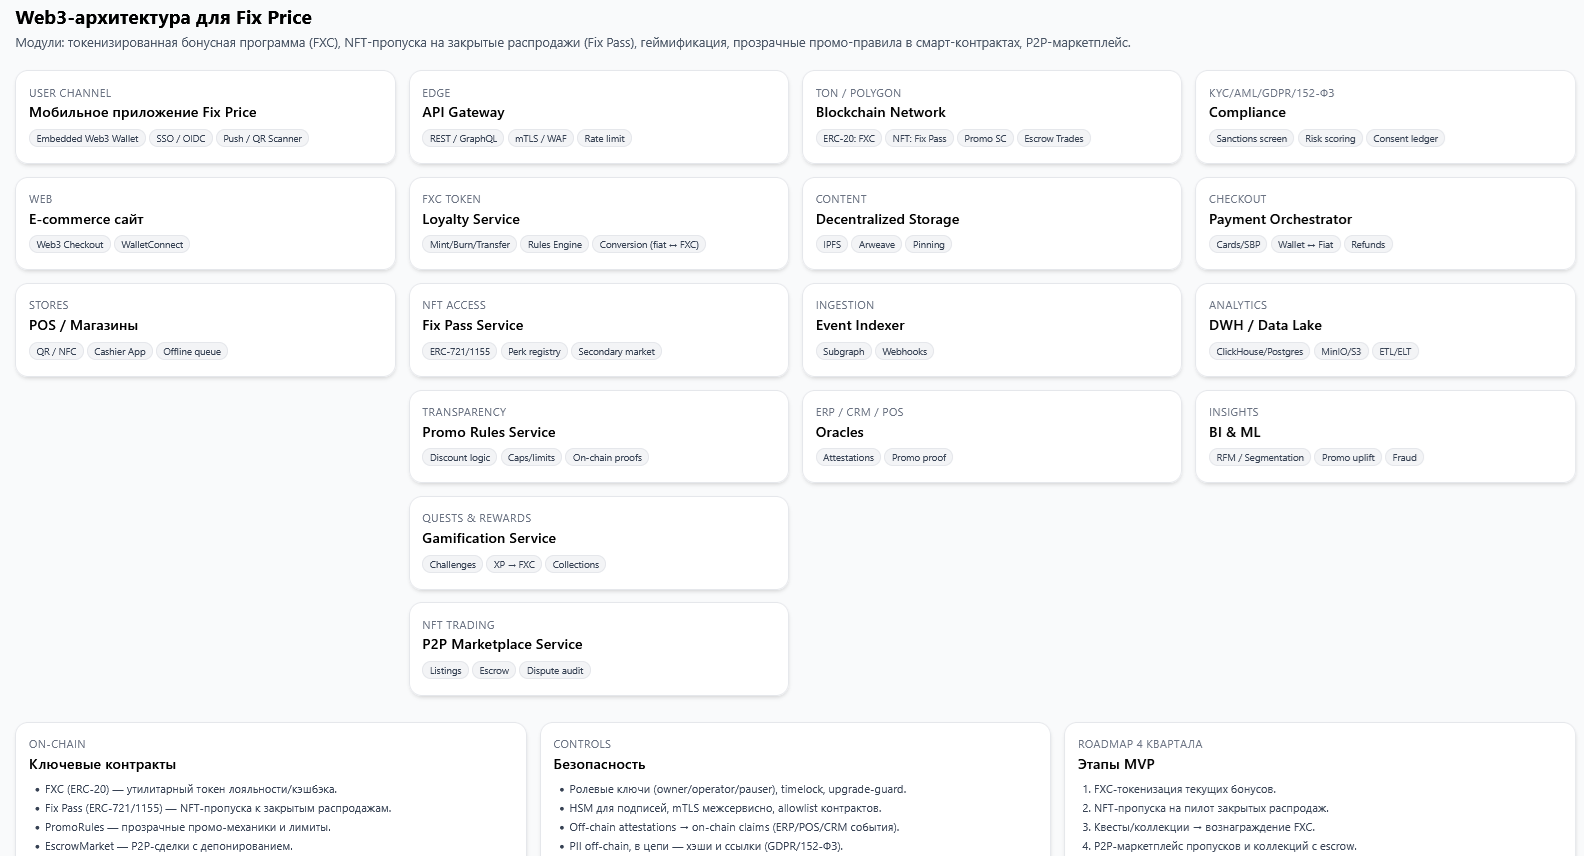 Web3-архитектура для Fix Price
Модули: токенизированная бонусная программа (FXC), NFT-пропуска на закрытые распродажи (Fix Pass), геймификация, прозрачные промо-правила в смарт-контрактах, P2P-маркетплейс.
USER CHANNEL
Мобильное приложение Fix Price
Embedded Web3 Wallet SSO / OIDC Push / QR Scanner
EDGE
API Gateway
REST / GraphQL mTLS / WAF Rate limit
TON / POLYGON
Blockchain Network
ERC-20: FXC NFT: Fix Pass Promo SC Escrow Trades
KYC/AML/GDPR/152-ФЗ
Compliance
Sanctions screen Risk scoring Consent ledger
WEB
E-commerce сайт
Web3 Checkout WalletConnect
FXC TOKEN
Loyalty Service
Mint/Burn/Transfer Rules Engine Conversion (fiat ↔ FXC)
CONTENT
Decentralized Storage
IPFS Arweave Pinning
CHECKOUT
Payment Orchestrator
Cards/SBP Wallet ↔ Fiat Refunds
STORES
POS / Магазины
QR / NFC Cashier App Offline queue
NFT ACCESS
Fix Pass Service
ERC-721/1155 Perk registry Secondary market
INGESTION
Event Indexer
Subgraph Webhooks
ANALYTICS
DWH / Data Lake
ClickHouse/Postgres MinIO/S3 ETL/ELT
TRANSPARENCY
Promo Rules Service
Discount logic Caps/limits On-chain proofs
ERP / CRM / POS
Oracles
Attestations Promo proof
INSIGHTS
BI & ML
RFM / Segmentation Promo uplift Fraud
QUESTS & REWARDS
Gamification Service
Challenges XP → FXC Collections
NFT TRADING
P2P Marketplace Service
Listings Escrow Dispute audit
ON-CHAIN
Ключевые контракты
• FXC (ERC-20) — утилитарный токен лояльности/кэшбэка.
• Fix Pass (ERC-721/1155) — NFT-пропуска к закрытым распродажам.
• PromoRules — прозрачные промо-механики и лимиты.
• EscrowMarket — P2P-сделки с депонированием.
CONTROLS
Безопасность
• Ролевые ключи (owner/operator/pauser), timelock, upgrade-guard.
• HSM для подписей, mTLS межсервисно, allowlist контрактов.
• Off-chain attestations → on-chain claims (ERP/POS/CRM события).
• PII off-chain, в цепи — хэши и ссылки (GDPR/152-ФЗ).
ROADMAP 4 КВАРТАЛА
Этапы MVP
1. FXC-токенизация текущих бонусов.
2. NFT-пропуска на пилот закрытых распродаж.
3. Квесты/коллекции → вознаграждение FXC.
4. P2P-маркетплейс пропусков и коллекций с escrow.